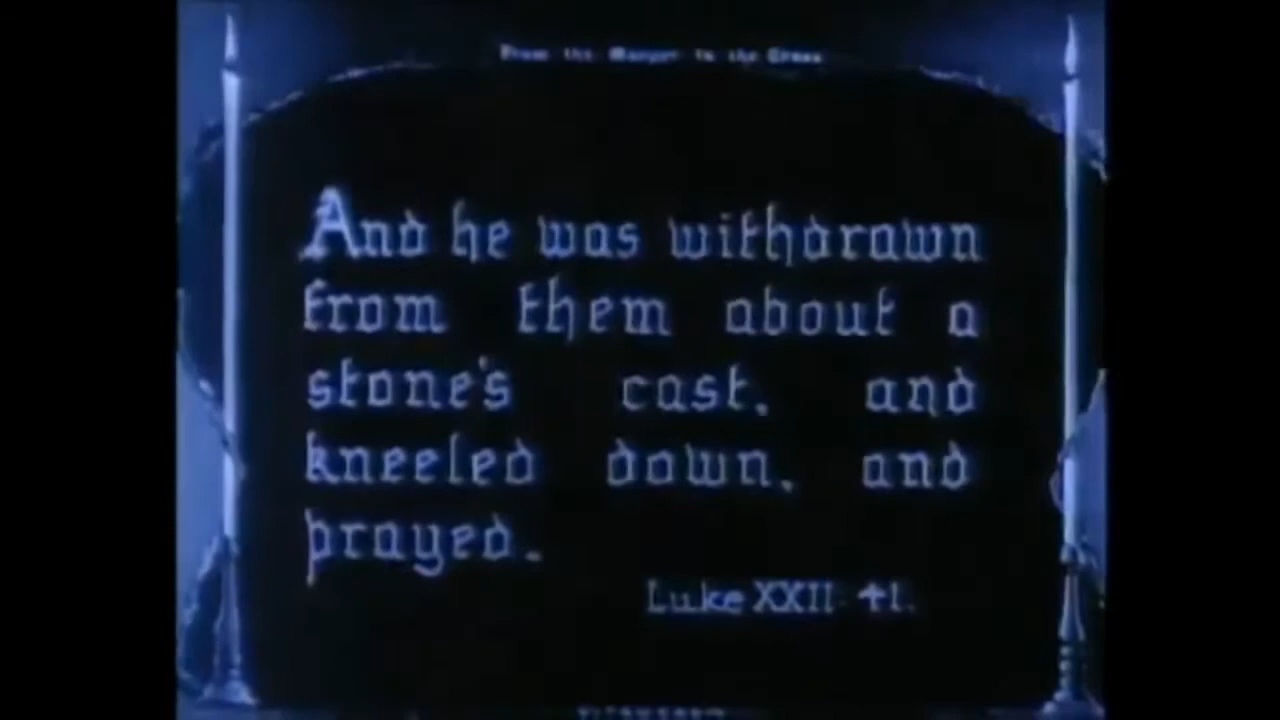 From the Manger to the Cross
And he was withdrawn
from them about a
stone's cast, and
kneeled down, and
prayed.
Luke XXII-41.